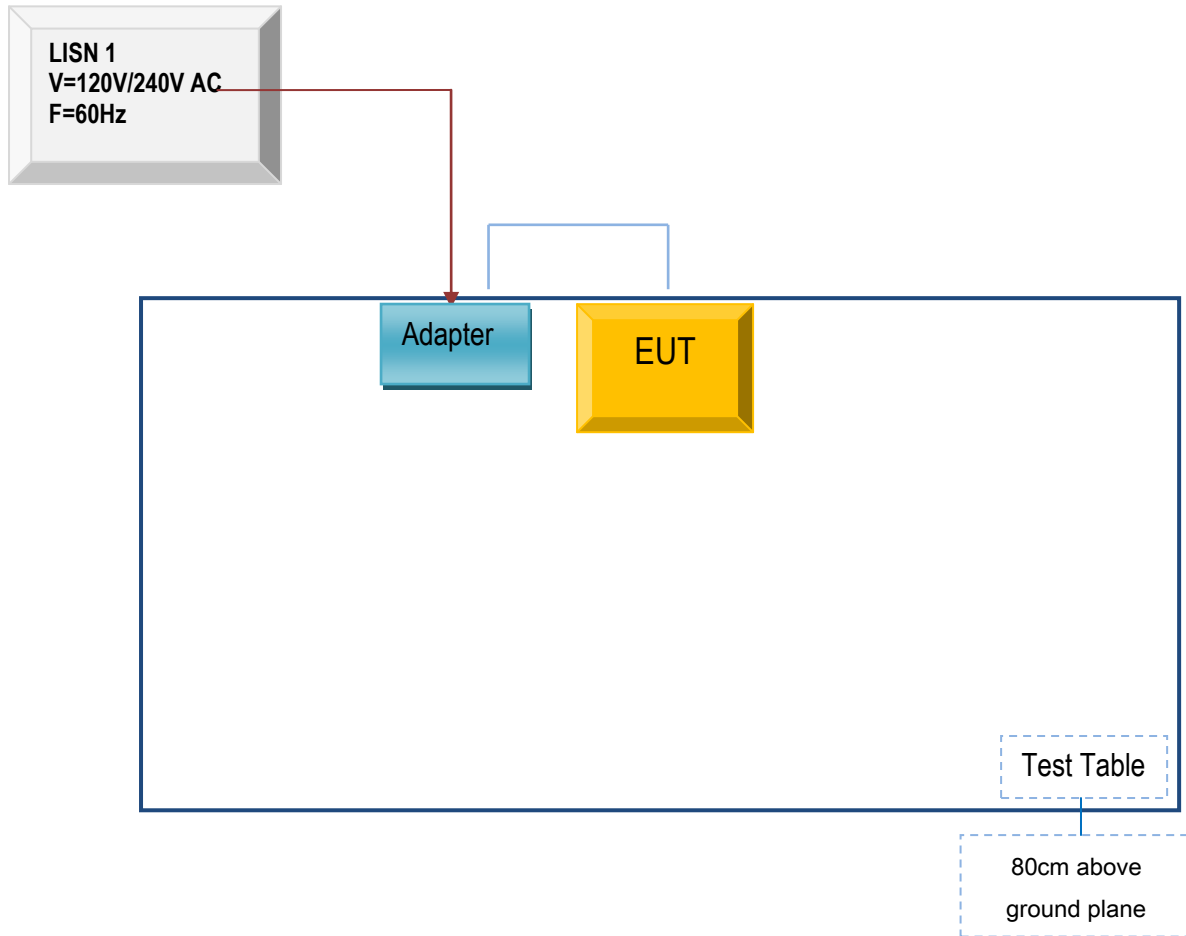 LISN 1
V=120V/240V AC
F=60Hz
Adapter
EUT
Test Table
80cm above
ground plane